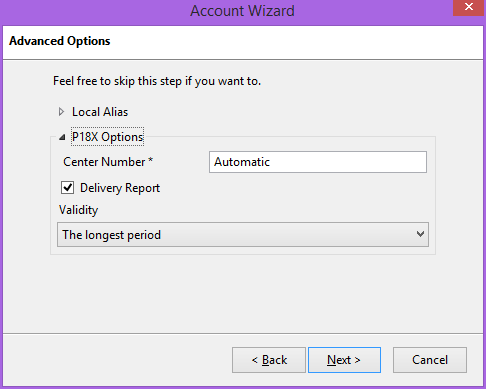 Account Wizard
Advanced Options
Feel free to skip this step if you want to.
Local Alias
P18X Options
Center Number * Automatic
Delivery Report
Validity
The longest period
< Back Next > Cancel